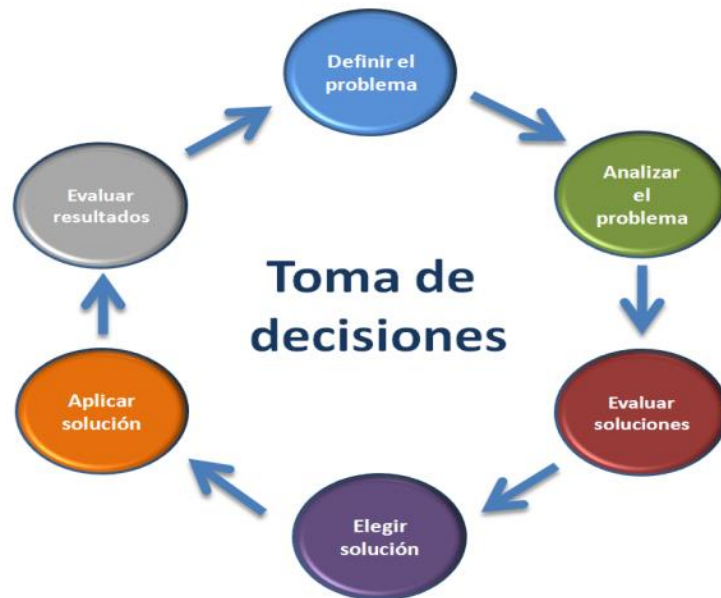 Definir el
problema
Analizar
el
problema
Evaluar
soluciones
Elegir
solución
Aplicar
solución
Evaluar
resultados
Toma de
decisiones